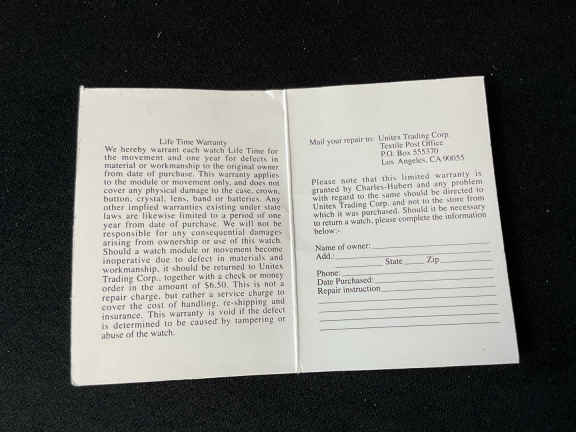 Life Time Warranty
We hereby warrant each watch Life Time for
the movement and one year for defects in
material or workmanship to the original owner
from date of purchase. This warranty applies
to the module or movement only, and does not
cover any physical damage to the case, crown,
button, crystal, lens, band or batteries. Any
other implied warranties existing under state
laws are likewise limited to a period of one
year from date of purchase. We will not be
responsible for any consequential damages
arising from ownership or use of this watch.
Should a watch module or movement become
inoperative due to defect in materials and
workmanship, it should be returned to Unitex
Trading Corp., together with a check or money
order in the amount of $6.50. This is not a
repair charge, but rather a service charge to
cover the cost of handling, re-shipping and
insurance. This warranty is void if the defect
is determined to be caused by tampering or
abuse of the watch.
Mail your repair to: Unitex Trading Corp.
Textile Post Office
P.O. Box 555370
Los Angeles, CA 90055
Please note that this limited warranty is
granted by Charles-Hubert and any problem
with regard to the same should be directed to
Unitex Trading Corp. and not to the store from
which it was purchased. Should it be necessary
to return a watch, please complete the information
below:-
Name of owner:
Add.:
State Zip
Phone:
Date Purchased:
Repair instruction